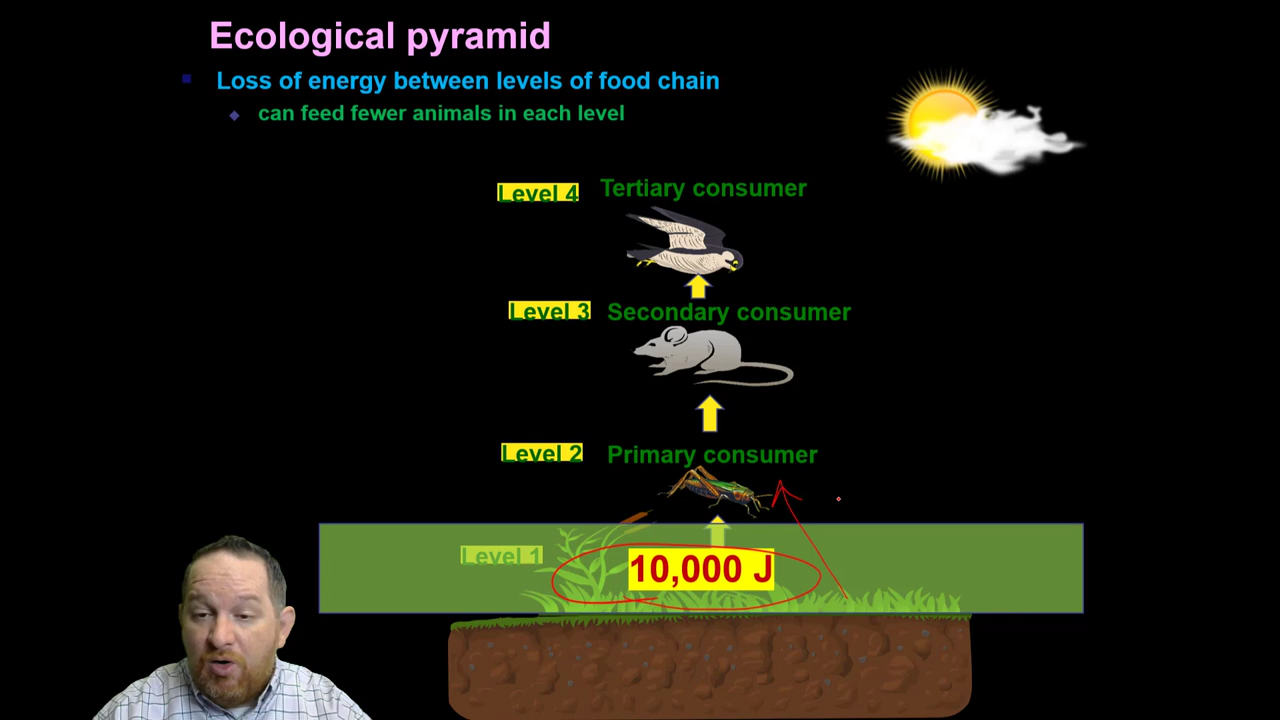 Ecological pyramid
Loss of energy between levels of food chain
can feed fewer animals in each level
Level 4 Tertiary consumer
Level 3 Secondary consumer
Level 2 Primary consumer
Level 1
10,000 J